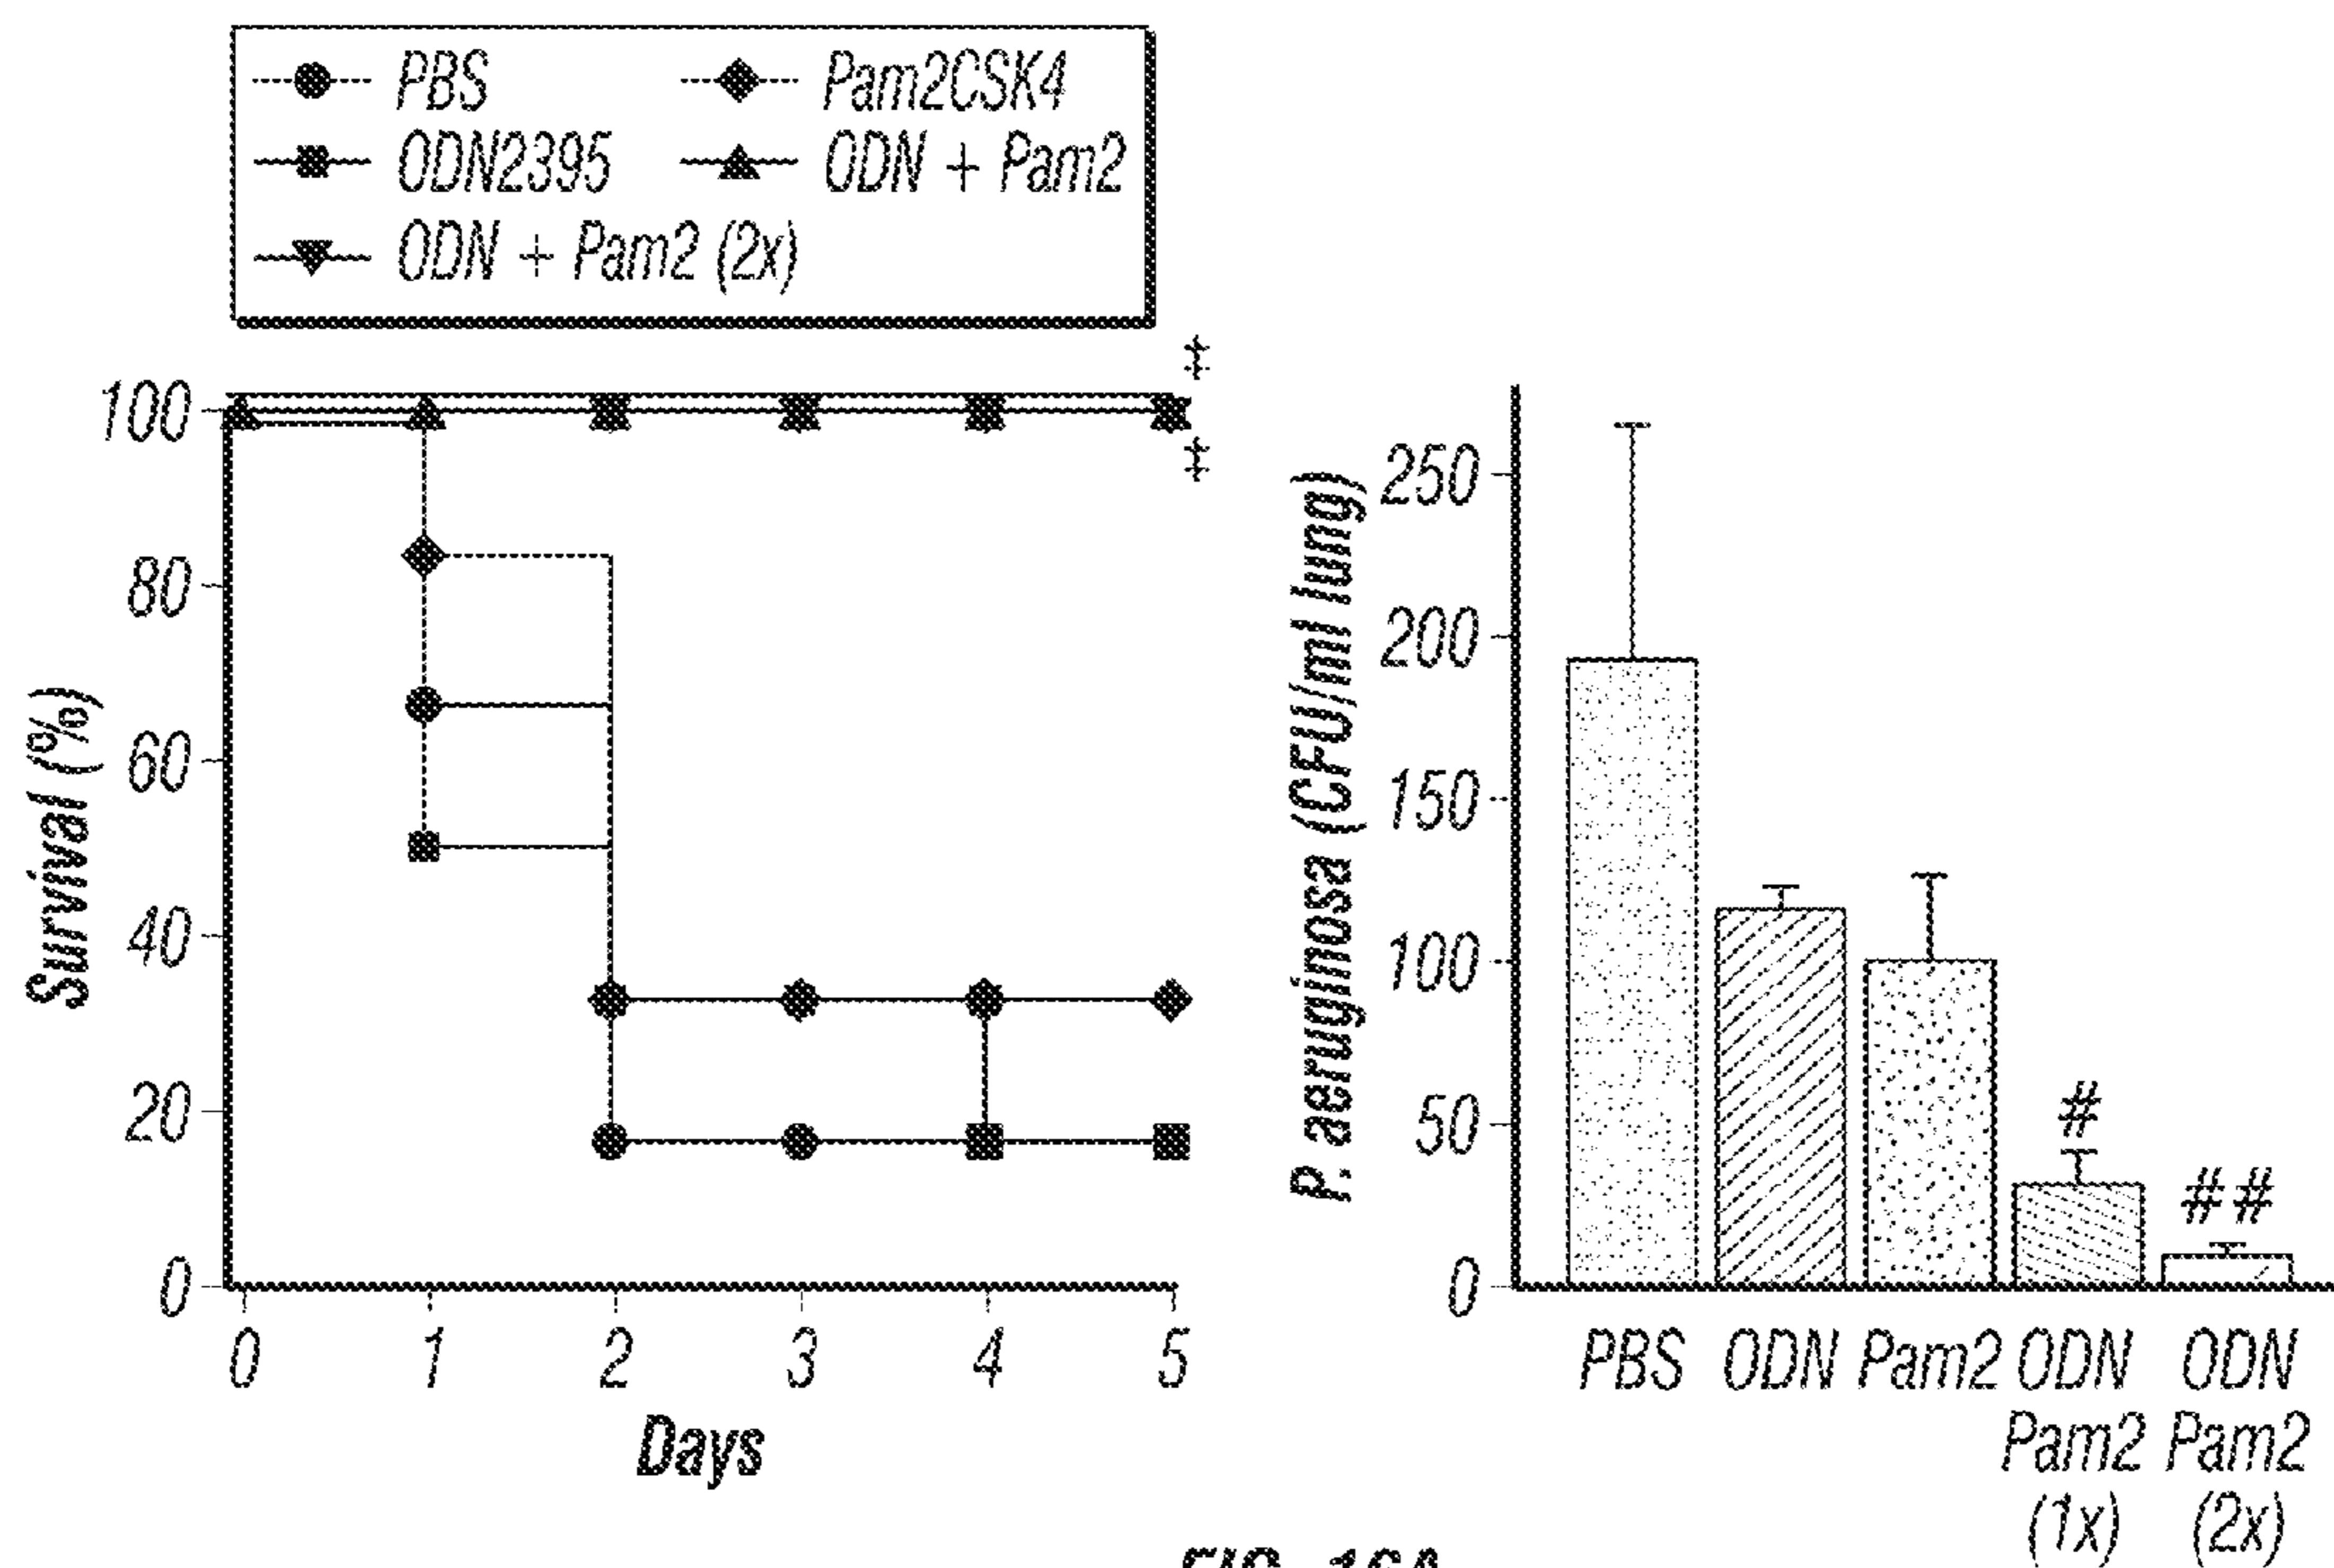 PBS Pam2CSK4
ODN2395 ODN + Pam2
ODN + Pam2 (2x)
‡
‡
Survival (%)
100
80
60
40
20
0
0 1 2 3 4 5
Days
P. aeruginosa (CFU/ml lung)
250
200
150
100
50
0
#
##
PBS ODN Pam2 ODN ODN
Pam2 Pam2
(1x) (2x)
FIG. 16A